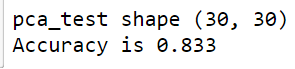 pca_test shape (30, 30)
Accuracy is 0.833